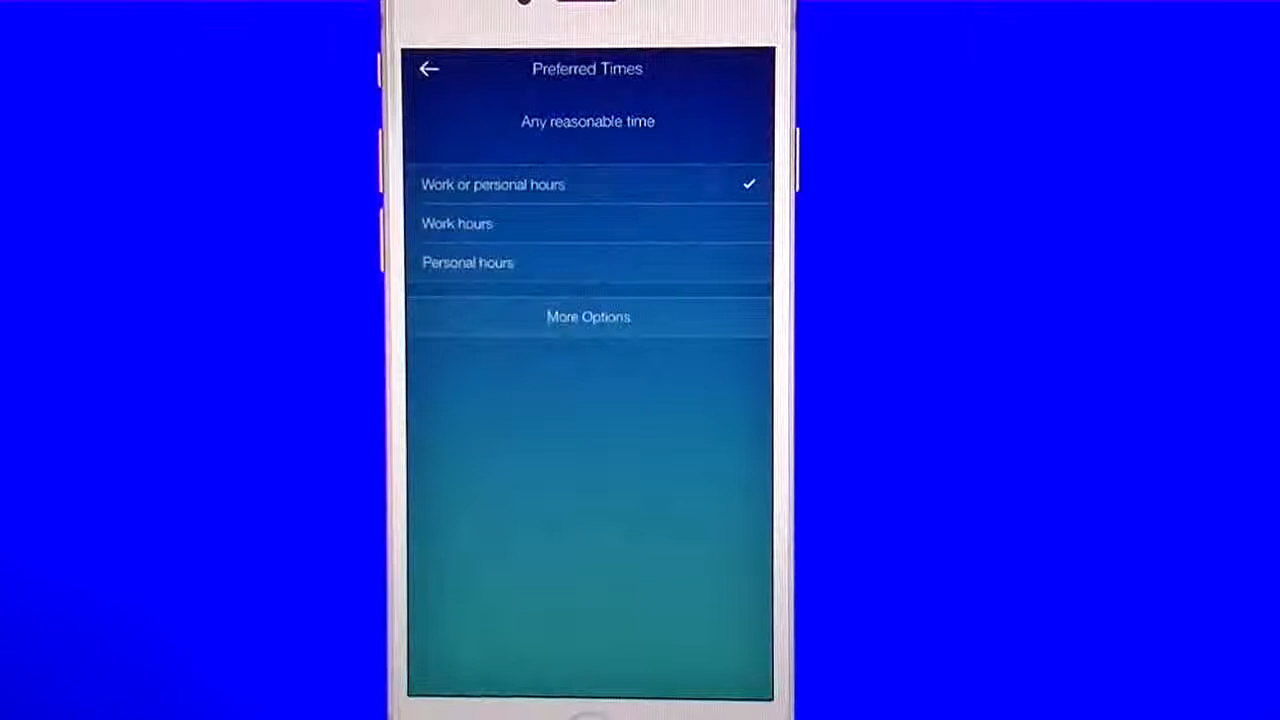 Preferred Times
Any reasonable time
Work or personal hours
Work hours
Personal hours
More Options